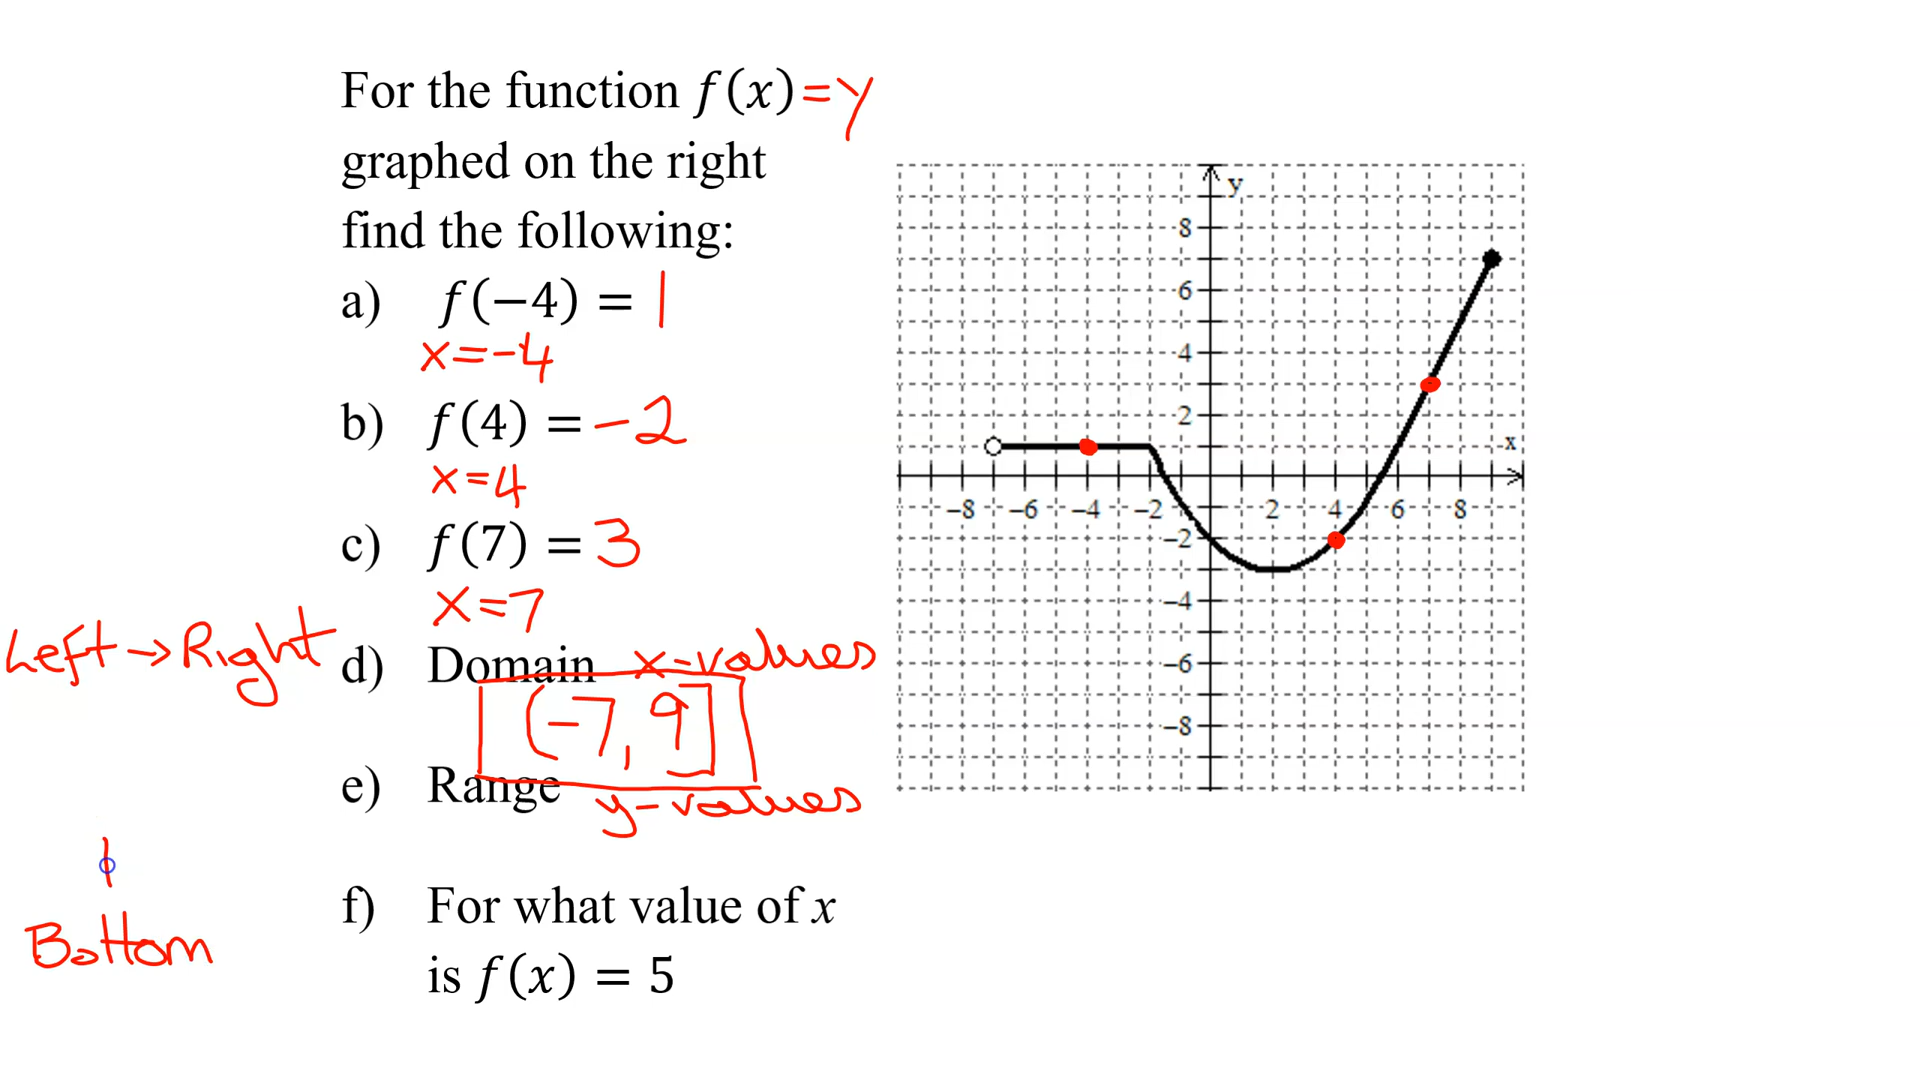 For the function f(x)=y
graphed on the right
find the following:
a) f(−4) = 1
x=-4
b) f(4) = -2
x=4
c) f(7) = 3
x=7
Left → Right
d) Domain x-values
(-7, 9]
e) Range y-values
Bottom
f) For what value of x
is f(x) = 5
y
8
6
4
2
x
−8 −6 −4 −2 2 4 6 8
−2
−4
−6
−8